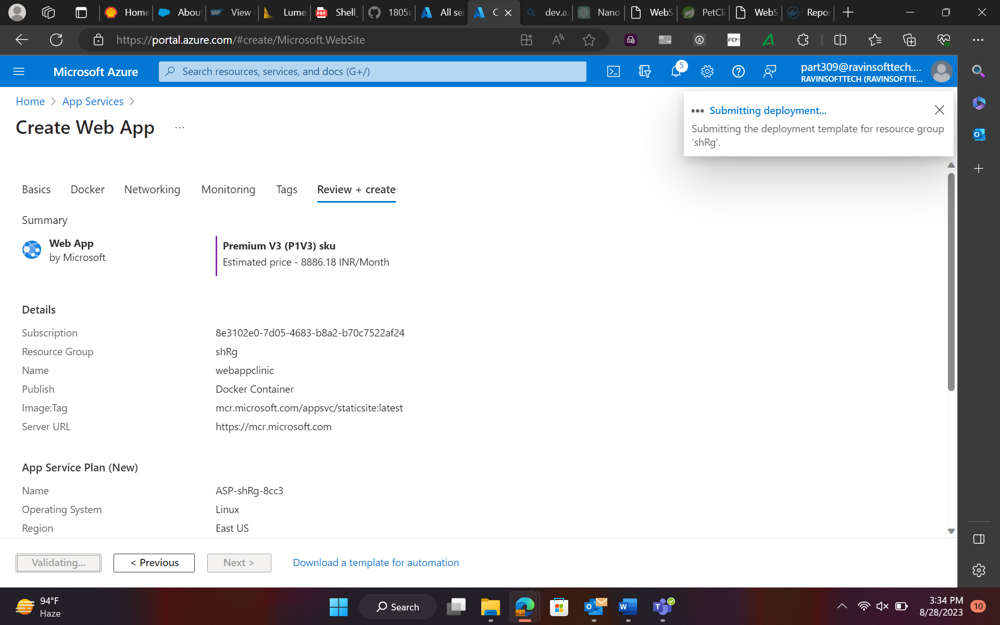 Home
About
View
Lume
Shell_
1805a
All se
C
dev.a
Nano
WebS
PetCli
WebS
Repos
https://portal.azure.com/#create/Microsoft.WebSite
Microsoft Azure
Search resources, services, and docs (G+/)
5
part309@ravinsofttech....
RAVINSOFTTECH (RAVINSOFTTE...
Home > App Services >
Create Web App ...
Submitting deployment...
Submitting the deployment template for resource group
'shRg'.
Basics Docker Networking Monitoring Tags Review + create
Summary
Web App
by Microsoft
Premium V3 (P1V3) sku
Estimated price - 8886.18 INR/Month
Details
Subscription 8e3102e0-7d05-4683-b8a2-b70c7522af24
Resource Group shRg
Name webappclinic
Publish Docker Container
Image:Tag mcr.microsoft.com/appsvc/staticsite:latest
Server URL https://mcr.microsoft.com
App Service Plan (New)
Name ASP-shRg-8cc3
Operating System Linux
Region East US
Validating... < Previous Next > Download a template for automation
94°F
Haze
Search
3:34 PM
8/28/2023
10